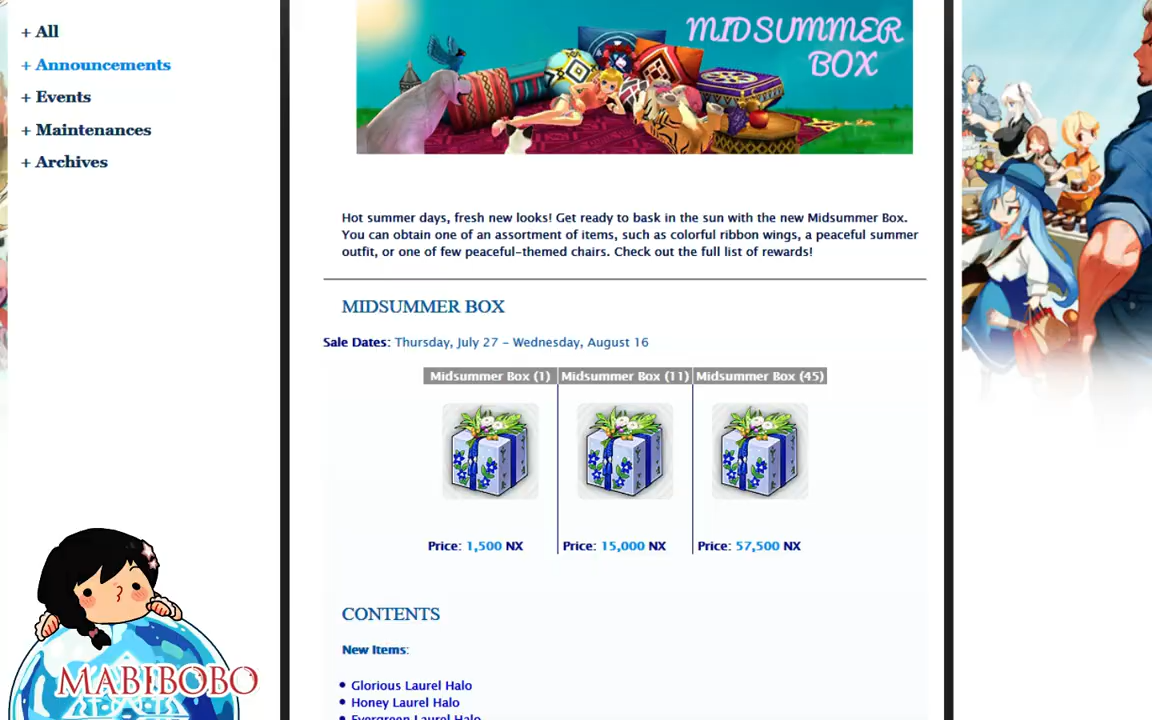 + All
+ Announcements
+ Events
+ Maintenances
+ Archives
MIDSUMMER
BOX
Hot summer days, fresh new looks! Get ready to bask in the sun with the new Midsummer Box.
You can obtain one of an assortment of items, such as colorful ribbon wings, a peaceful summer
outfit, or one of few peaceful-themed chairs. Check out the full list of rewards!
MIDSUMMER BOX
Sale Dates: Thursday, July 27 - Wednesday, August 16
Midsummer Box (1) Midsummer Box (11) Midsummer Box (45)
Price: 1,500 NX Price: 15,000 NX Price: 57,500 NX
CONTENTS
New Items:
• Glorious Laurel Halo
• Honey Laurel Halo
• Evergreen Laurel Halo
MABIBOBO